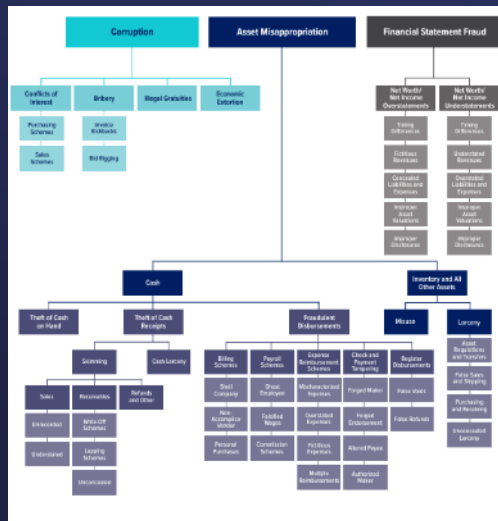 Corruption
Asset Misappropriation
Financial Statement Fraud
Conflicts of
Interest
Bribery
Illegal Gratuities
Economic
Extortion
Net Worth/
Net Income
Overstatements
Net Worth/
Net Income
Understatements
Purchasing
Schemes
Invoice
Kickbacks
Timing
Differences
Timing
Differences
Sales
Schemes
Bid Rigging
Fictitious
Revenues
Understated
Revenues
Concealed
Liabilities and
Expenses
Overstated
Liabilities and
Expenses
Improper
Asset
Valuations
Improper
Asset
Valuations
Improper
Disclosures
Improper
Disclosures
Cash
Inventory and All
Other Assets
Theft of Cash
on Hand
Theft of Cash
Receipts
Fraudulent
Disbursements
Misuse
Larceny
Skimming
Cash Larceny
Billing
Schemes
Payroll
Schemes
Expense
Reimbursement
Schemes
Check and
Payment
Tampering
Register
Disbursements
Asset
Requisitions
and Transfers
Sales
Receivables
Refunds
and Other
Shell
Company
Ghost
Employee
Mischaracterized
Expenses
Forged Maker
False Voids
False Sales
and Shipping
Unrecorded
Write-Off
Schemes
Non-
Accomplice
Vendor
Falsified
Wages
Overstated
Expenses
Forged
Endorsement
False Refunds
Purchasing
and Receiving
Understated
Lapping
Schemes
Personal
Purchases
Commission
Schemes
Fictitious
Expenses
Altered Payee
Unconcealed
Larceny
Unconcealed
Multiple
Reimbursements
Authorized
Maker